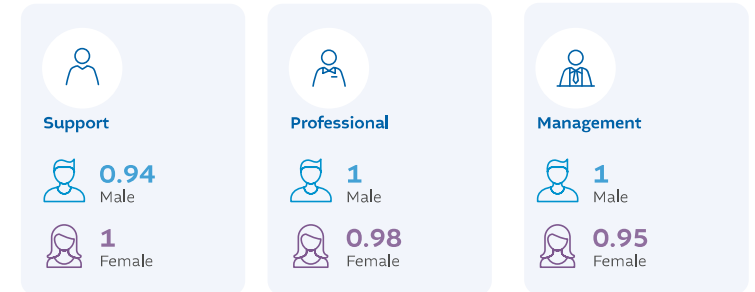 Support
0.94
Male
1
Female
Professional
1
Male
0.98
Female
Management
1
Male
0.95
Female